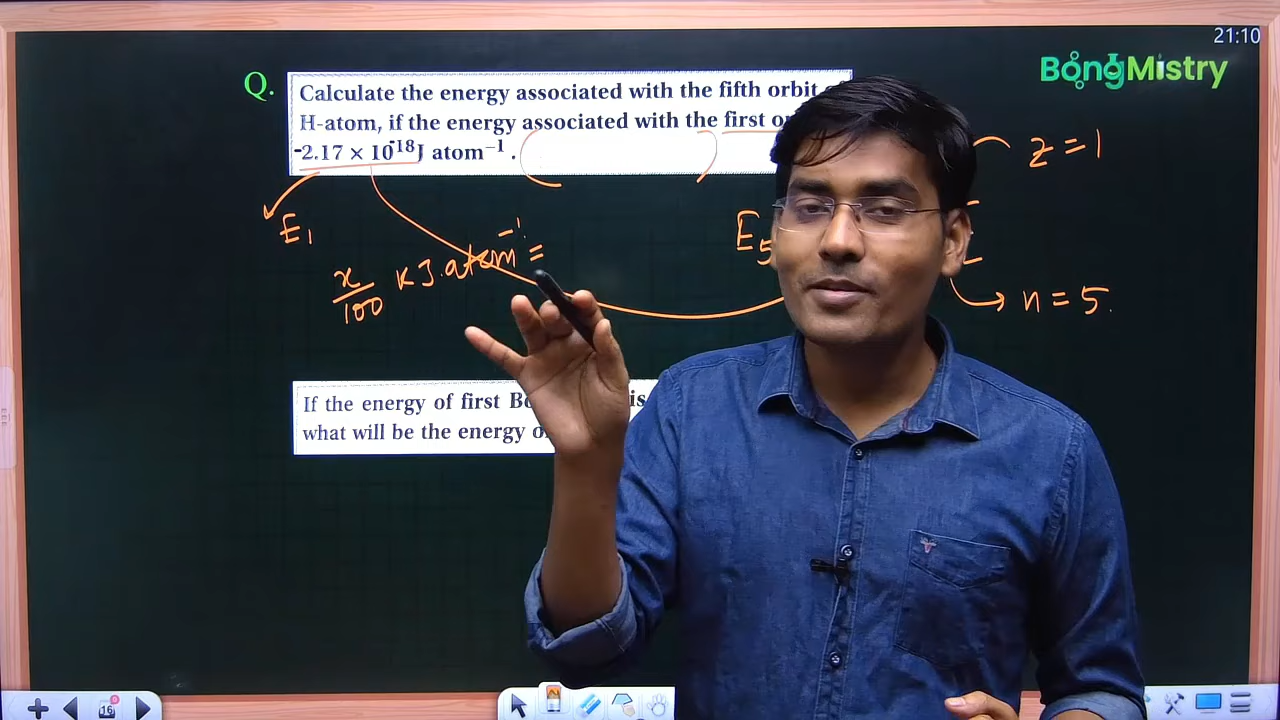 21:10
BongMistry
Q.
Calculate the energy associated with the fifth orbit
H-atom, if the energy associated with the first
-2.17 × 10⁻¹⁸J atom⁻¹.
z = 1
E₁
E₅
x/100 KJ. atom⁻¹ =
n = 5.
If the energy of first is
what will be the energy
16